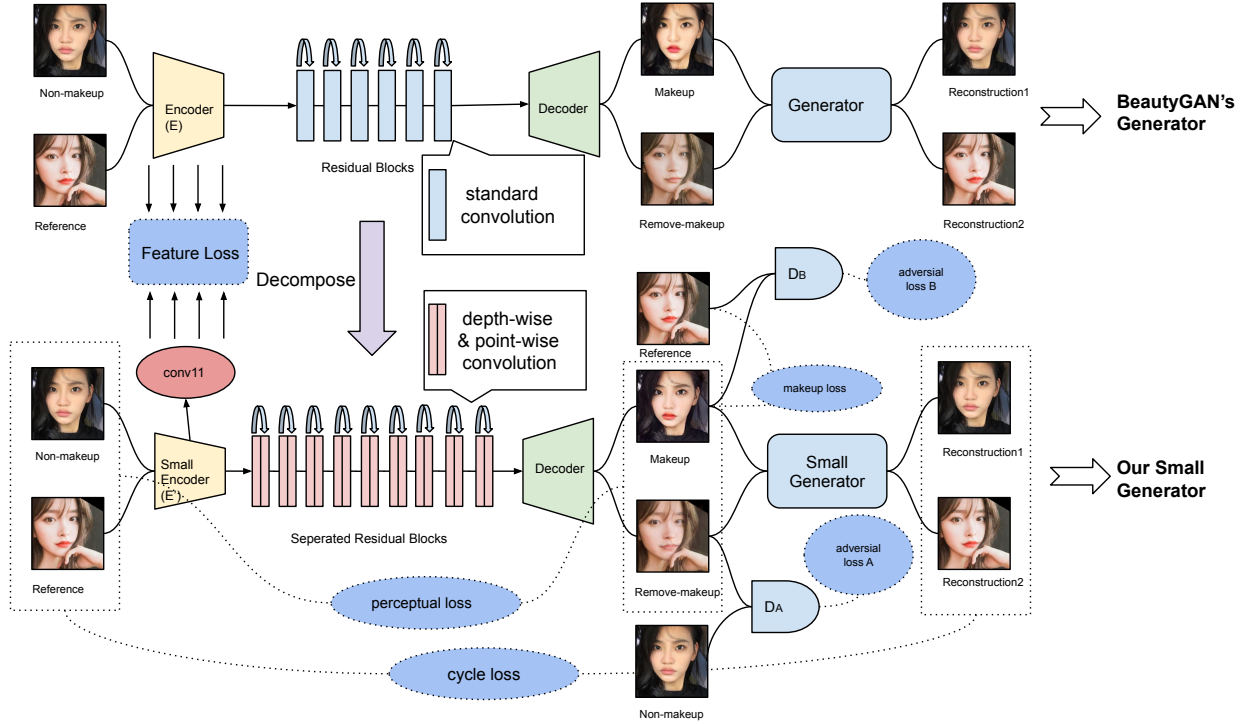 Non-makeup
Reference
Encoder
(E)
Residual Blocks
Decoder
Makeup
Remove-makeup
Generator
Reconstruction1
Reconstruction2
BeautyGAN's
Generator
standard
convolution
Feature Loss
Decompose
depth-wise
& point-wise
convolution
conv11
Non-makeup
Reference
Small
Encoder
(E')
Seperated Residual Blocks
Decoder
Reference
DB
adversial
loss B
makeup loss
Makeup
Remove-makeup
Small
Generator
Reconstruction1
Reconstruction2
Our Small
Generator
DA
adversial
loss A
Non-makeup
perceptual loss
cycle loss